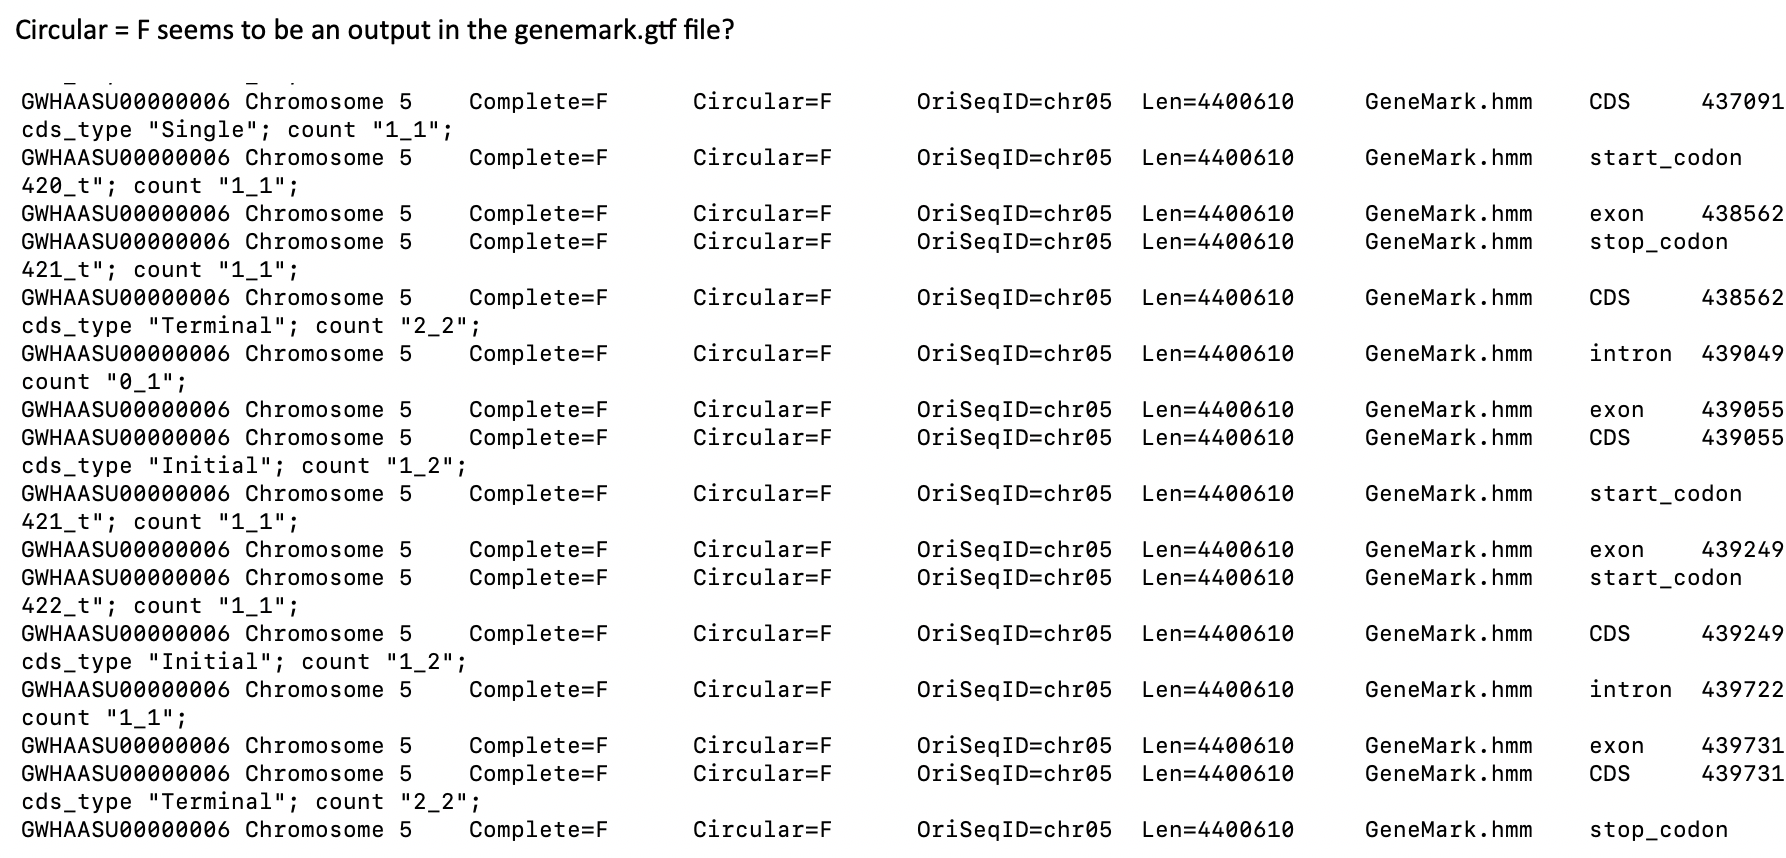 Circular = F seems to be an output in the genemark.gtf file?
GWHAASU00000006 Chromosome 5 Complete=F Circular=F OriSeqID=chr05 Len=4400610 GeneMark.hmm CDS 437091
cds_type "Single"; count "1_1";
GWHAASU00000006 Chromosome 5 Complete=F Circular=F OriSeqID=chr05 Len=4400610 GeneMark.hmm start_codon
420_t"; count "1_1";
GWHAASU00000006 Chromosome 5 Complete=F Circular=F OriSeqID=chr05 Len=4400610 GeneMark.hmm exon 438562
GWHAASU00000006 Chromosome 5 Complete=F Circular=F OriSeqID=chr05 Len=4400610 GeneMark.hmm stop_codon
421_t"; count "1_1";
GWHAASU00000006 Chromosome 5 Complete=F Circular=F OriSeqID=chr05 Len=4400610 GeneMark.hmm CDS 438562
cds_type "Terminal"; count "2_2";
GWHAASU00000006 Chromosome 5 Complete=F Circular=F OriSeqID=chr05 Len=4400610 GeneMark.hmm intron 439049
count "0_1";
GWHAASU00000006 Chromosome 5 Complete=F Circular=F OriSeqID=chr05 Len=4400610 GeneMark.hmm exon 439055
GWHAASU00000006 Chromosome 5 Complete=F Circular=F OriSeqID=chr05 Len=4400610 GeneMark.hmm CDS 439055
cds_type "Initial"; count "1_2";
GWHAASU00000006 Chromosome 5 Complete=F Circular=F OriSeqID=chr05 Len=4400610 GeneMark.hmm start_codon
421_t"; count "1_1";
GWHAASU00000006 Chromosome 5 Complete=F Circular=F OriSeqID=chr05 Len=4400610 GeneMark.hmm exon 439249
GWHAASU00000006 Chromosome 5 Complete=F Circular=F OriSeqID=chr05 Len=4400610 GeneMark.hmm start_codon
422_t"; count "1_1";
GWHAASU00000006 Chromosome 5 Complete=F Circular=F OriSeqID=chr05 Len=4400610 GeneMark.hmm CDS 439249
cds_type "Initial"; count "1_2";
GWHAASU00000006 Chromosome 5 Complete=F Circular=F OriSeqID=chr05 Len=4400610 GeneMark.hmm intron 439722
count "1_1";
GWHAASU00000006 Chromosome 5 Complete=F Circular=F OriSeqID=chr05 Len=4400610 GeneMark.hmm exon 439731
GWHAASU00000006 Chromosome 5 Complete=F Circular=F OriSeqID=chr05 Len=4400610 GeneMark.hmm CDS 439731
cds_type "Terminal"; count "2_2";
GWHAASU00000006 Chromosome 5 Complete=F Circular=F OriSeqID=chr05 Len=4400610 GeneMark.hmm stop_codon